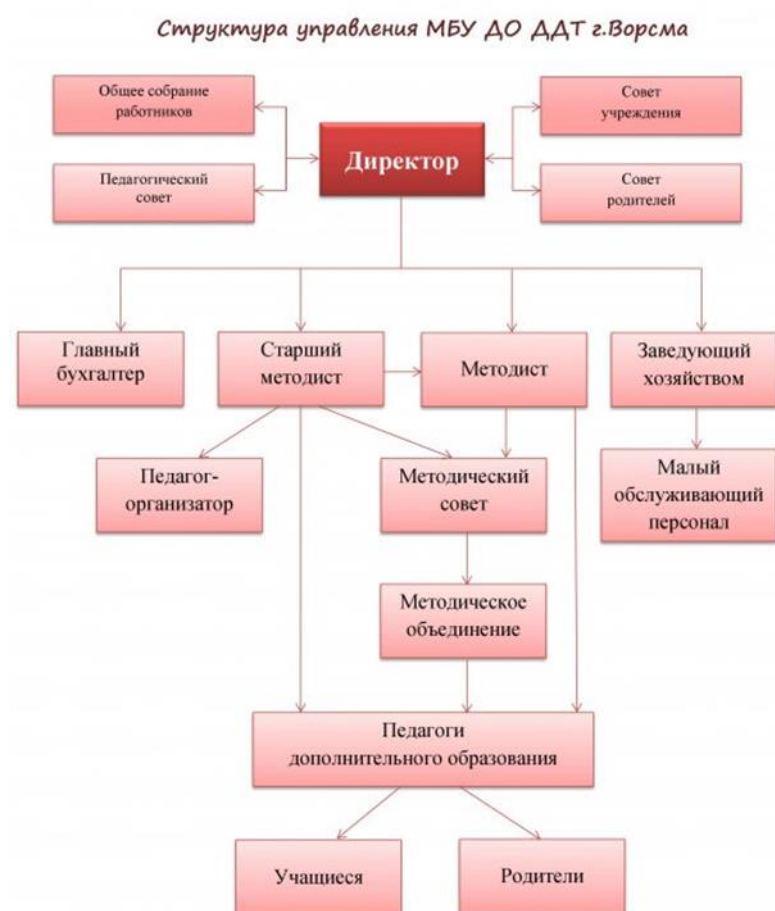 Структура управления МБУ ДО ДДТ г.Ворсма
Общее собрание
работников
Совет
учреждения
Директор
Педагогический
совет
Совет
родителей
Главный
бухгалтер
Старший
методист
Методист
Заведующий
хозяйством
Педагог-
организатор
Методический
совет
Малый
обслуживающий
персонал
Методическое
объединение
Педагоги
дополнительного образования
Учащиеся
Родители